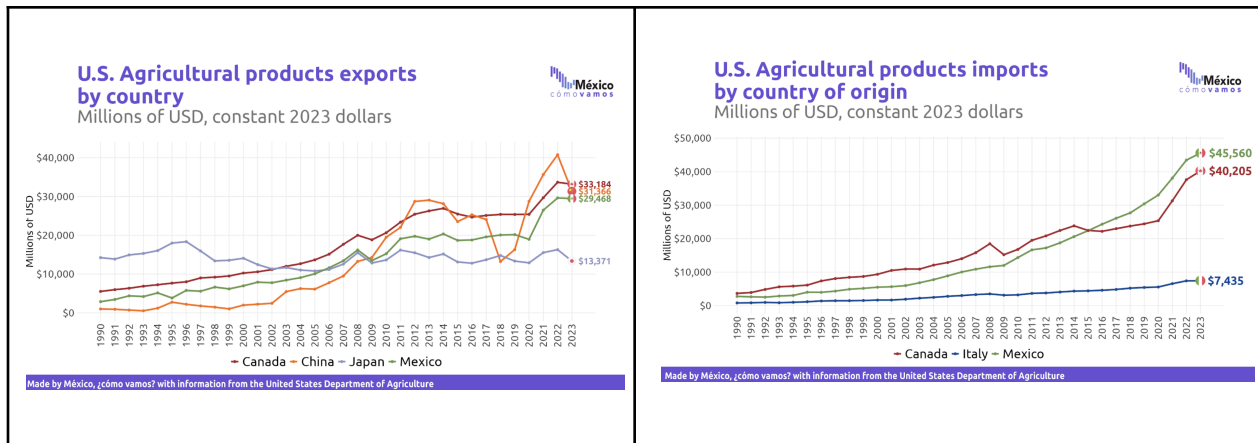 U.S. Agricultural products exports
by country
Millions of USD, constant 2023 dollars
México
cómovamos
Millions of USD
$40,000
$30,000
$20,000
$10,000
$0
$33,184
$31,366
$29,468
$13,371
1990 1991 1992 1993 1994 1995 1996 1997 1998 1999 2000 2001 2002 2003 2004 2005 2006 2007 2008 2009 2010 2011 2012 2013 2014 2015 2016 2017 2018 2019 2020 2021 2022 2023
Canada China Japan Mexico
Made by México, ¿cómo vamos? with information from the United States Department of Agriculture
U.S. Agricultural products imports
by country of origin
Millions of USD, constant 2023 dollars
México
cómovamos
Millions of USD
$50,000
$40,000
$30,000
$20,000
$10,000
$0
$45,560
$40,205
$7,435
1990 1991 1992 1993 1994 1995 1996 1997 1998 1999 2000 2001 2002 2003 2004 2005 2006 2007 2008 2009 2010 2011 2012 2013 2014 2015 2016 2017 2018 2019 2020 2021 2022 2023
Canada Italy Mexico
Made by México, ¿cómo vamos? with information from the United States Department of Agriculture